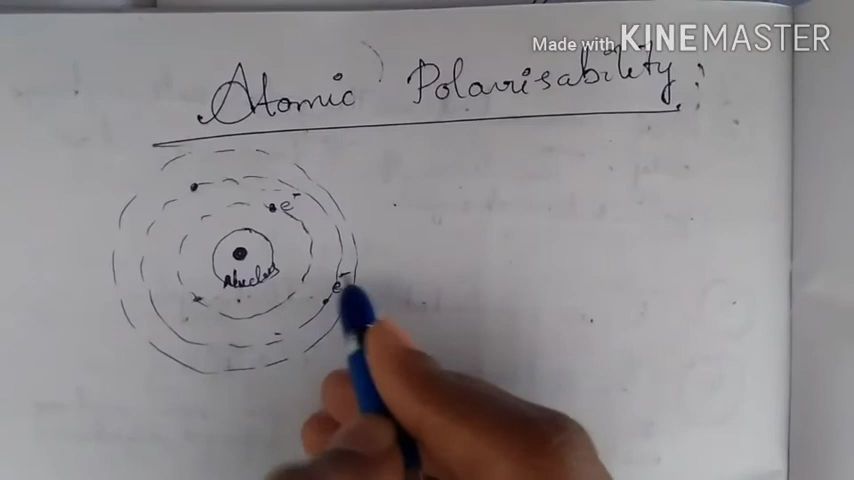 Made with KINEMASTER
Atomic Polarisability :
e-
Nucleus
e-